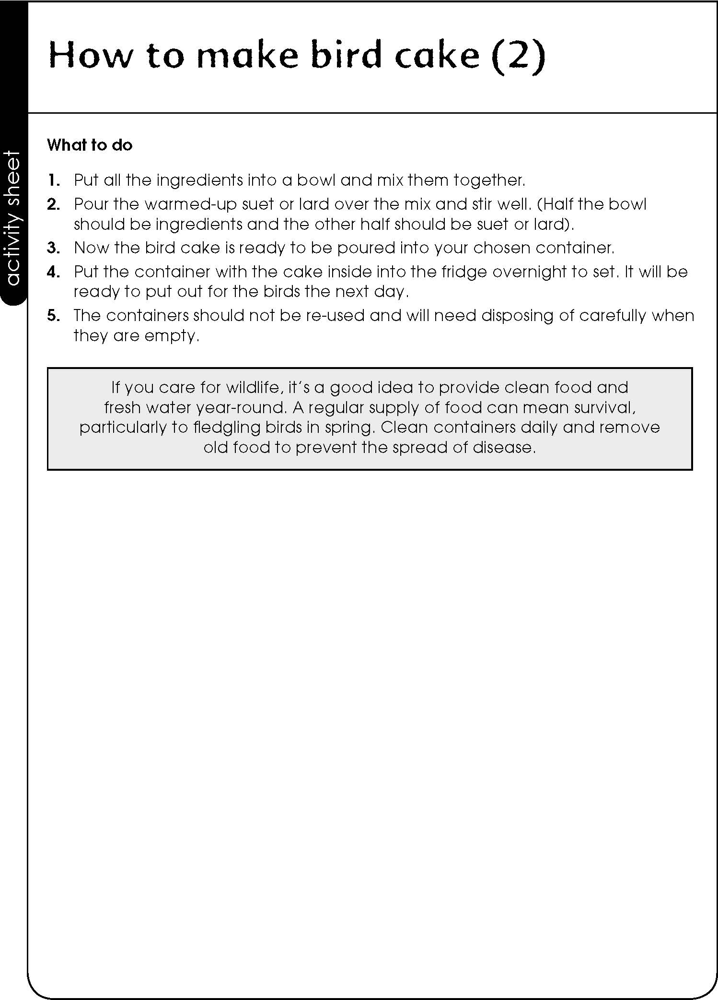 How to make bird cake (2)
activity sheet
What to do
1. Put all the ingredients into a bowl and mix them together.
2. Pour the warmed-up suet or lard over the mix and stir well. (Half the bowl
should be ingredients and the other half should be suet or lard).
3. Now the bird cake is ready to be poured into your chosen container.
4. Put the container with the cake inside into the fridge overnight to set. It will be
ready to put out for the birds the next day.
5. The containers should not be re-used and will need disposing of carefully when
they are empty.
If you care for wildlife, it's a good idea to provide clean food and
fresh water year-round. A regular supply of food can mean survival,
particularly to fledgling birds in spring. Clean containers daily and remove
old food to prevent the spread of disease.